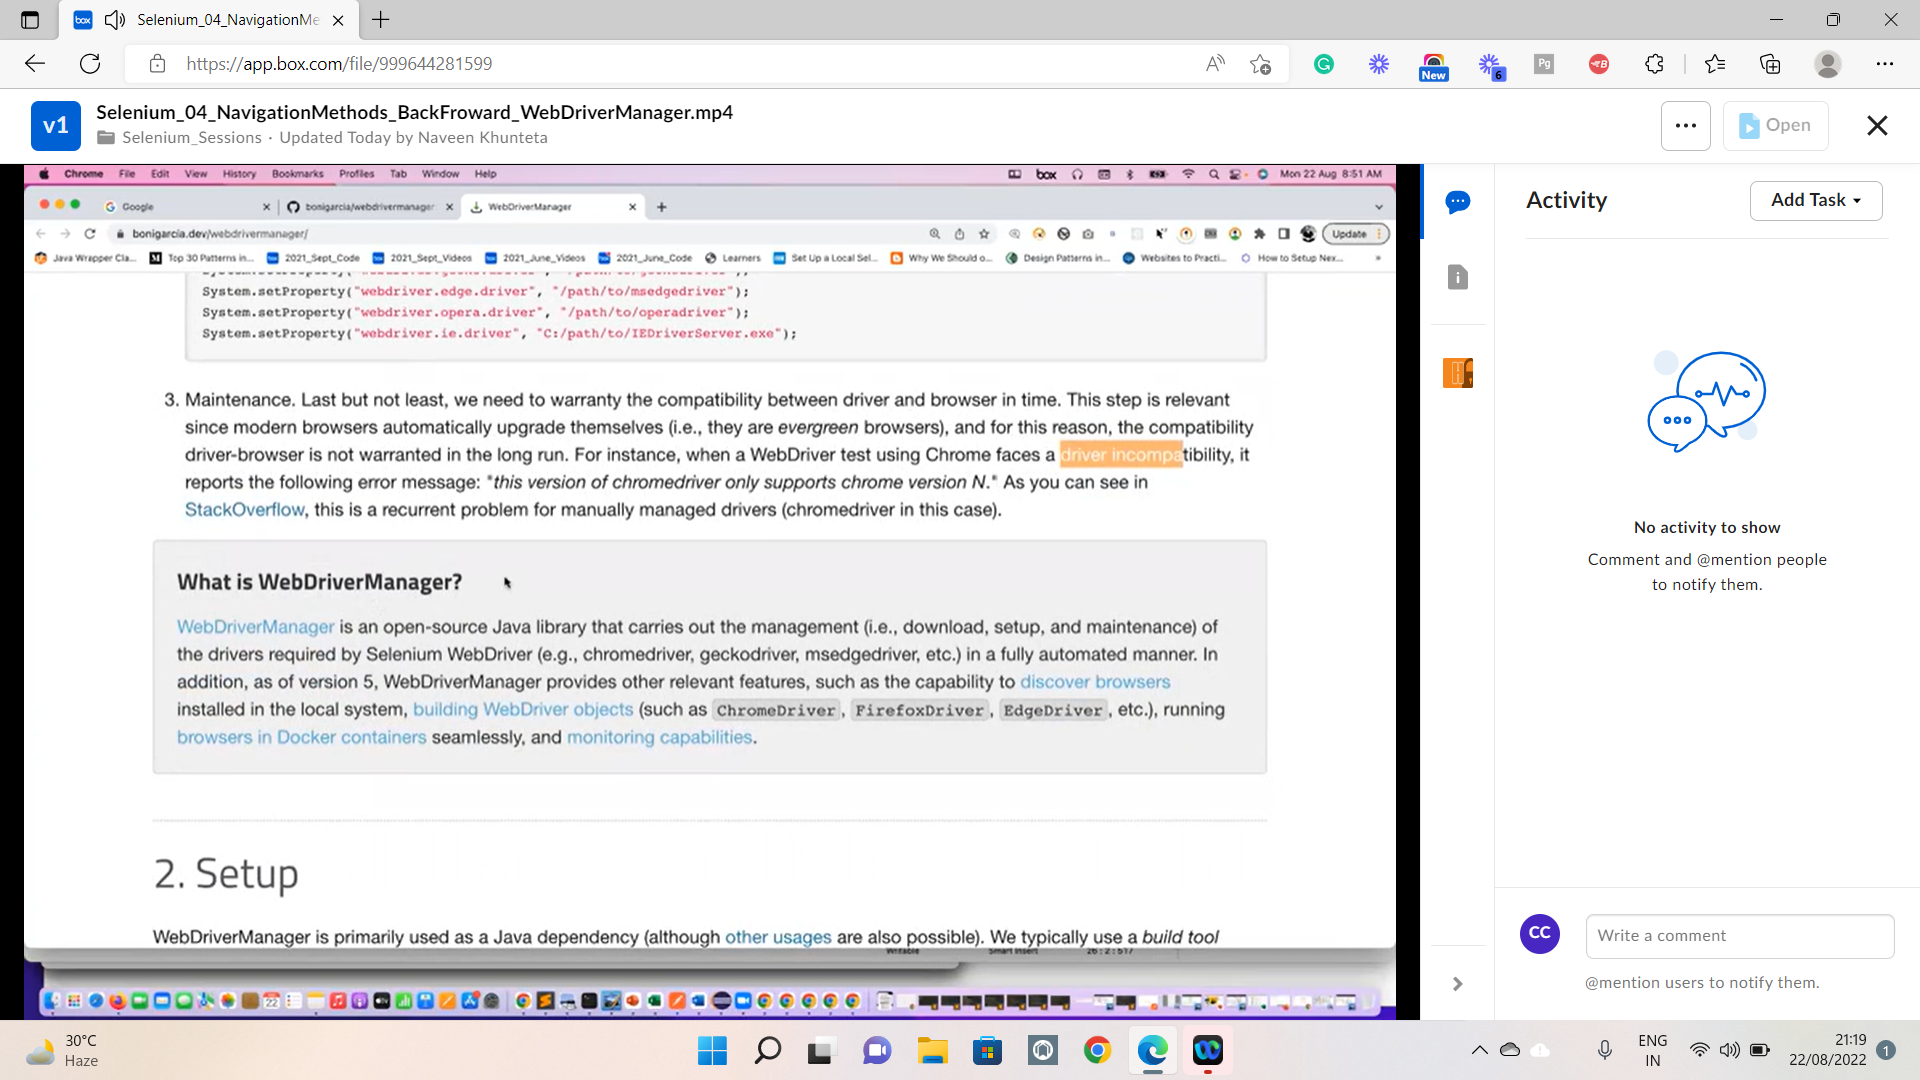 Selenium_04_NavigationMe
https://app.box.com/file/999644281599
New
6
Pg
v1
Selenium_04_NavigationMethods_BackFroward_WebDriverManager.mp4
Selenium_Sessions · Updated Today by Naveen Khunteta
Open
Chrome File Edit View History Bookmarks Profiles Tab Window Help
box
Mon 22 Aug 8:51 AM
Google
bonigarcia/webdrivermanager
WebDriverManager
bonigarcia.dev/webdrivermanager/
Update
Java Wrapper Cla...
Top 30 Patterns in...
2021_Sept_Code
2021_Sept_Videos
2021_June_Videos
2021_June_Code
Learners
Set Up a Local Sel...
Why We Should o...
Design Patterns in...
Websites to Practi...
How to Setup Nex...
System.setProperty("webdriver.edge.driver", "/path/to/msedgedriver");
System.setProperty("webdriver.opera.driver", "/path/to/operadriver");
System.setProperty("webdriver.ie.driver", "C:/path/to/IEDriverServer.exe");
3. Maintenance. Last but not least, we need to warranty the compatibility between driver and browser in time. This step is relevant
since modern browsers automatically upgrade themselves (i.e., they are evergreen browsers), and for this reason, the compatibility
driver-browser is not warranted in the long run. For instance, when a WebDriver test using Chrome faces a driver incompatibility, it
reports the following error message: "this version of chromedriver only supports chrome version N." As you can see in
StackOverflow, this is a recurrent problem for manually managed drivers (chromedriver in this case).
What is WebDriverManager?
WebDriverManager is an open-source Java library that carries out the management (i.e., download, setup, and maintenance) of
the drivers required by Selenium WebDriver (e.g., chromedriver, geckodriver, msedgedriver, etc.) in a fully automated manner. In
addition, as of version 5, WebDriverManager provides other relevant features, such as the capability to discover browsers
installed in the local system, building WebDriver objects (such as ChromeDriver, FirefoxDriver, EdgeDriver, etc.), running
browsers in Docker containers seamlessly, and monitoring capabilities.
2. Setup
WebDriverManager is primarily used as a Java dependency (although other usages are also possible). We typically use a build tool
Activity
Add Task
No activity to show
Comment and @mention people
to notify them.
CC
Write a comment
@mention users to notify them.
30°C
Haze
ENG
IN
21:19
22/08/2022
1